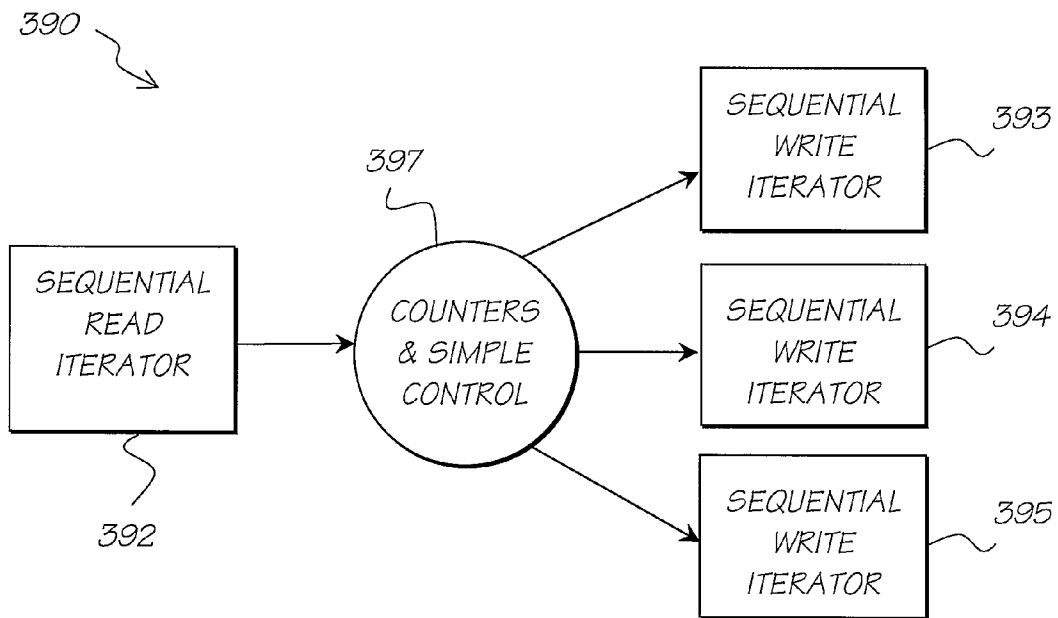 390
SEQUENTIAL
WRITE
ITERATOR
393
397
SEQUENTIAL
READ
ITERATOR
392
COUNTERS
& SIMPLE
CONTROL
SEQUENTIAL
WRITE
ITERATOR
394
SEQUENTIAL
WRITE
ITERATOR
395